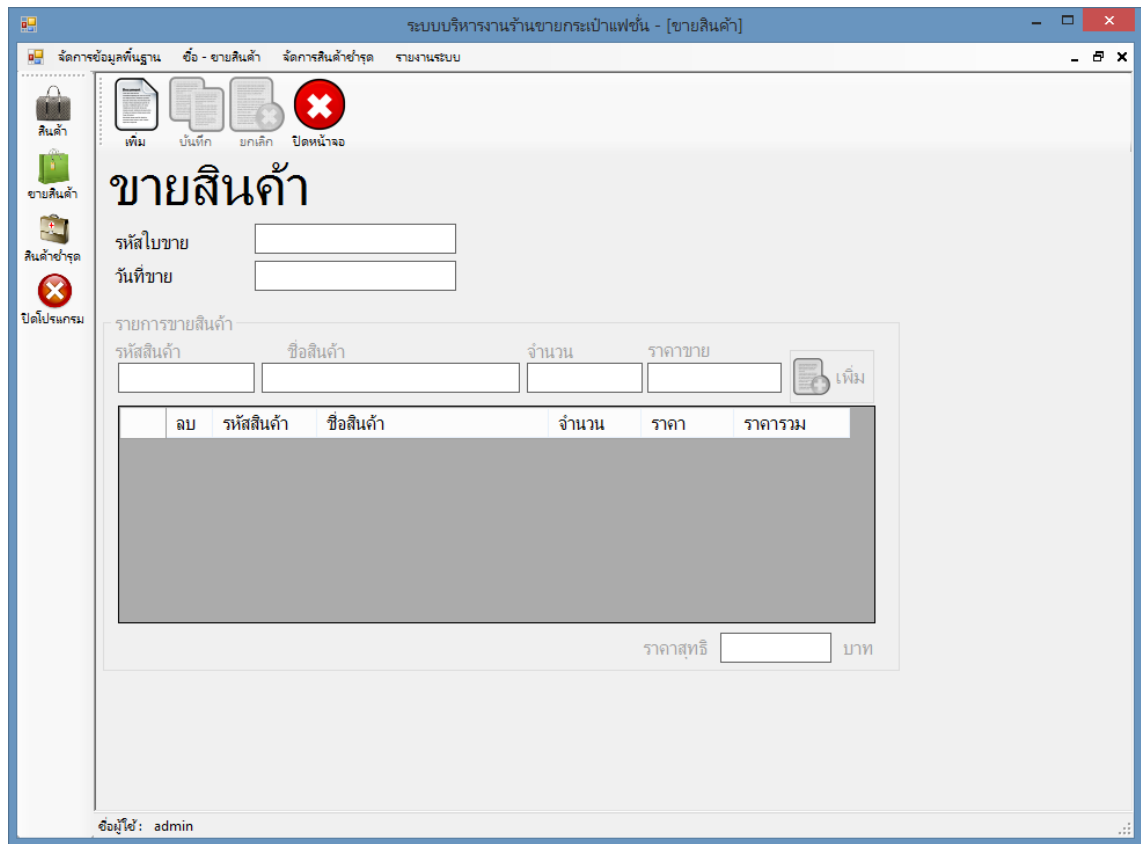 ระบบบริหารงานร้านขายกระเป๋าแฟชั่น - [ขายสินค้า]
จัดการข้อมูลพื้นฐาน ซื้อ - ขายสินค้า จัดการสินค้าชำรุด รายงานระบบ
สินค้า
ขายสินค้า
สินค้าชำรุด
ปิดโปรแกรม
เพิ่ม บันทึก ยกเลิก ปิดหน้าจอ
ขายสินค้า
รหัสใบขาย
วันที่ขาย
รายการขายสินค้า
รหัสสินค้า ชื่อสินค้า จำนวน ราคาขาย
เพิ่ม
ลบ รหัสสินค้า ชื่อสินค้า จำนวน ราคา ราคารวม
ราคาสุทธิ บาท
ชื่อผู้ใช้ : admin